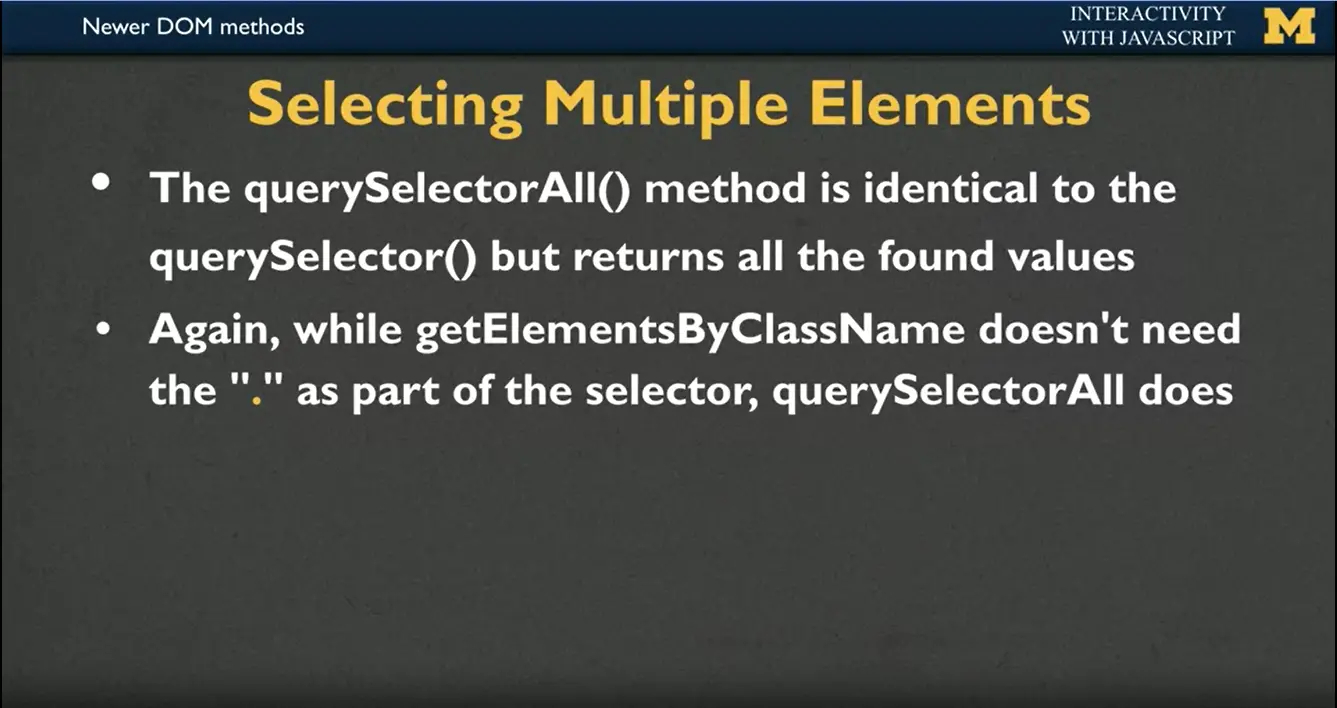 Newer DOM methods
INTERACTIVITY
WITH JAVASCRIPT
M
Selecting Multiple Elements
• The querySelectorAll() method is identical to the
querySelector() but returns all the found values
• Again, while getElementsByClassName doesn't need
the "." as part of the selector, querySelectorAll does